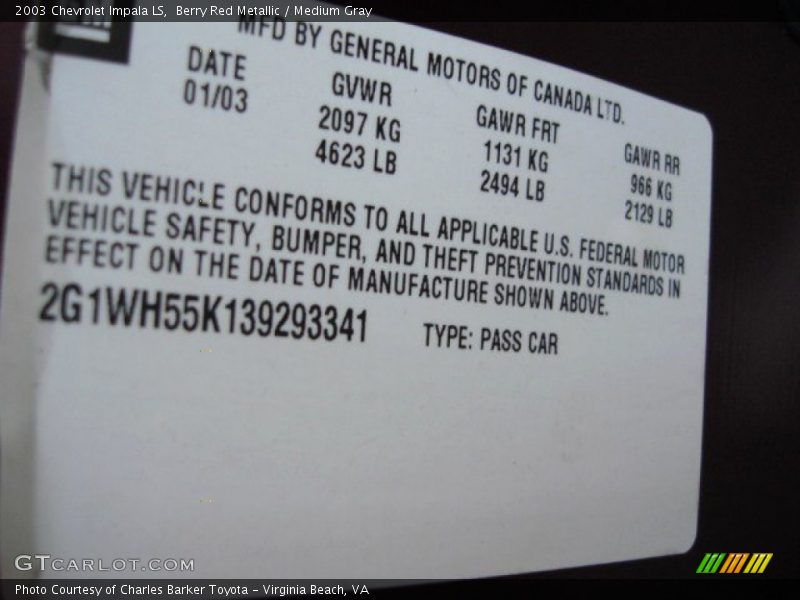 2003 Chevrolet Impala LS, Berry Red Metallic / Medium Gray
GM
MFD BY GENERAL MOTORS OF CANADA LTD.
DATE GVWR GAWR FRT GAWR RR
01/03 2097 KG 1131 KG 966 KG
4623 LB 2494 LB 2129 LB
THIS VEHICLE CONFORMS TO ALL APPLICABLE U.S. FEDERAL MOTOR
VEHICLE SAFETY, BUMPER, AND THEFT PREVENTION STANDARDS IN
EFFECT ON THE DATE OF MANUFACTURE SHOWN ABOVE.
2G1WH55K139293341 TYPE: PASS CAR
GTCARLOT.COM
Photo Courtesy of Charles Barker Toyota – Virginia Beach, VA